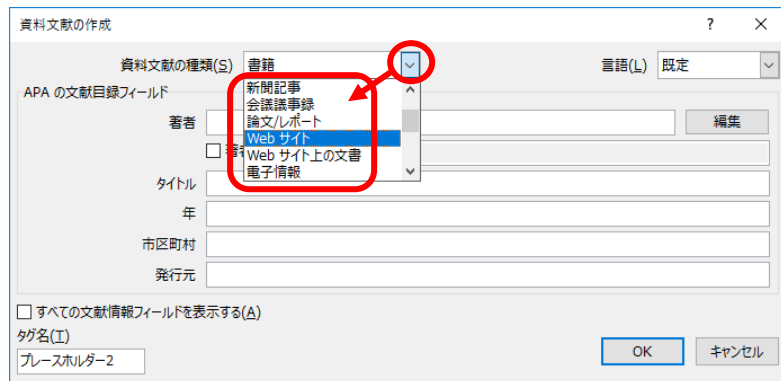 資料文献の作成 ? ×
資料文献の種類(S) 書籍 言語(L) 既定
新聞記事
APA の文献目録フィールド
会議議事録
著者 論文/レポート 編集
Web サイト
Web サイト上の文書
電子情報
タイトル
年
市区町村
発行元
すべての文献情報フィールドを表示する(A)
タグ名(T)
プレースホルダー2
OK キャンセル